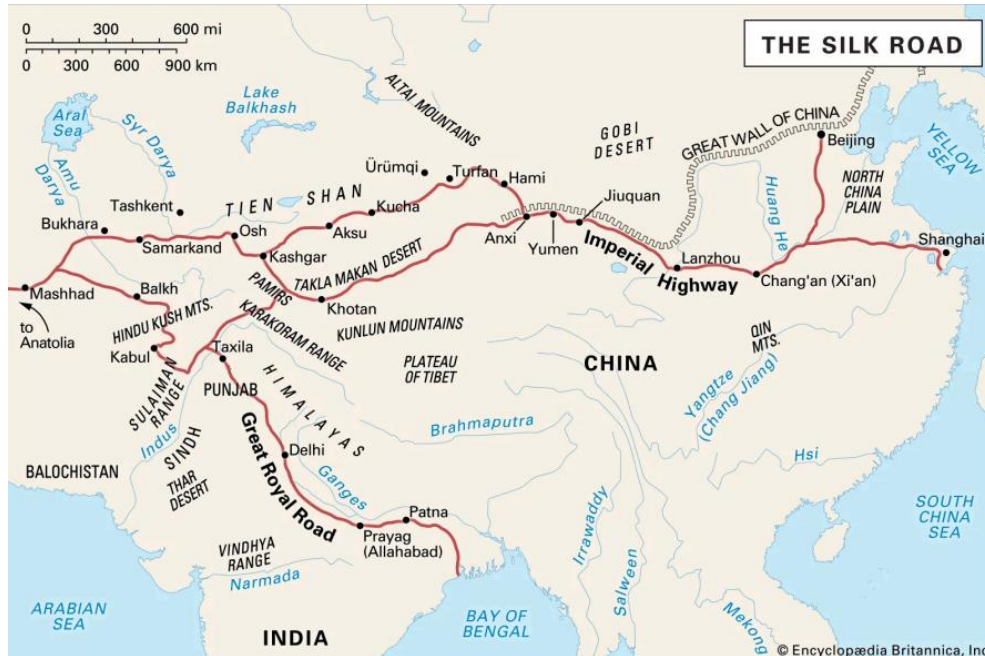 0 300 600 mi
0 300 600 900 km
THE SILK ROAD
Aral
Sea
Syr Darya
Amu
Darya
Lake
Balkhash
ALTAI MOUNTAINS
GOBI
DESERT
GREAT WALL OF CHINA
Beijing
YELLOW
SEA
NORTH
CHINA
PLAIN
Huang He
Ürümqi
Turfan
Hami
Jiuquan
TIEN SHAN
Tashkent
Kucha
Bukhara
Samarkand
Osh
Aksu
Anxi
Yumen
Imperial
Highway
Lanzhou
Shanghai
Chang'an (Xi'an)
Kashgar
TAKLA MAKAN DESERT
PAMIRS
Khotan
Mashhad
Balkh
to
Anatolia
HINDU KUSH MTS.
KARAKORAM RANGE
KUNLUN MOUNTAINS
Kabul
Taxila
PLATEAU
OF TIBET
CHINA
QIN
MTS.
SULAIMAN
RANGE
PUNJAB
HIMALAYAS
Yangtze
(Chang Jiang)
Indus
SINDH
Great Royal Road
Brahmaputra
BALOCHISTAN
THAR
DESERT
Delhi
Ganges
Hsi
Patna
Prayag
(Allahabad)
Irrawaddy
Salween
SOUTH
CHINA
SEA
VINDHYA
RANGE
Narmada
ARABIAN
SEA
INDIA
BAY OF
BENGAL
Mekong
© Encyclopædia Britannica, Inc